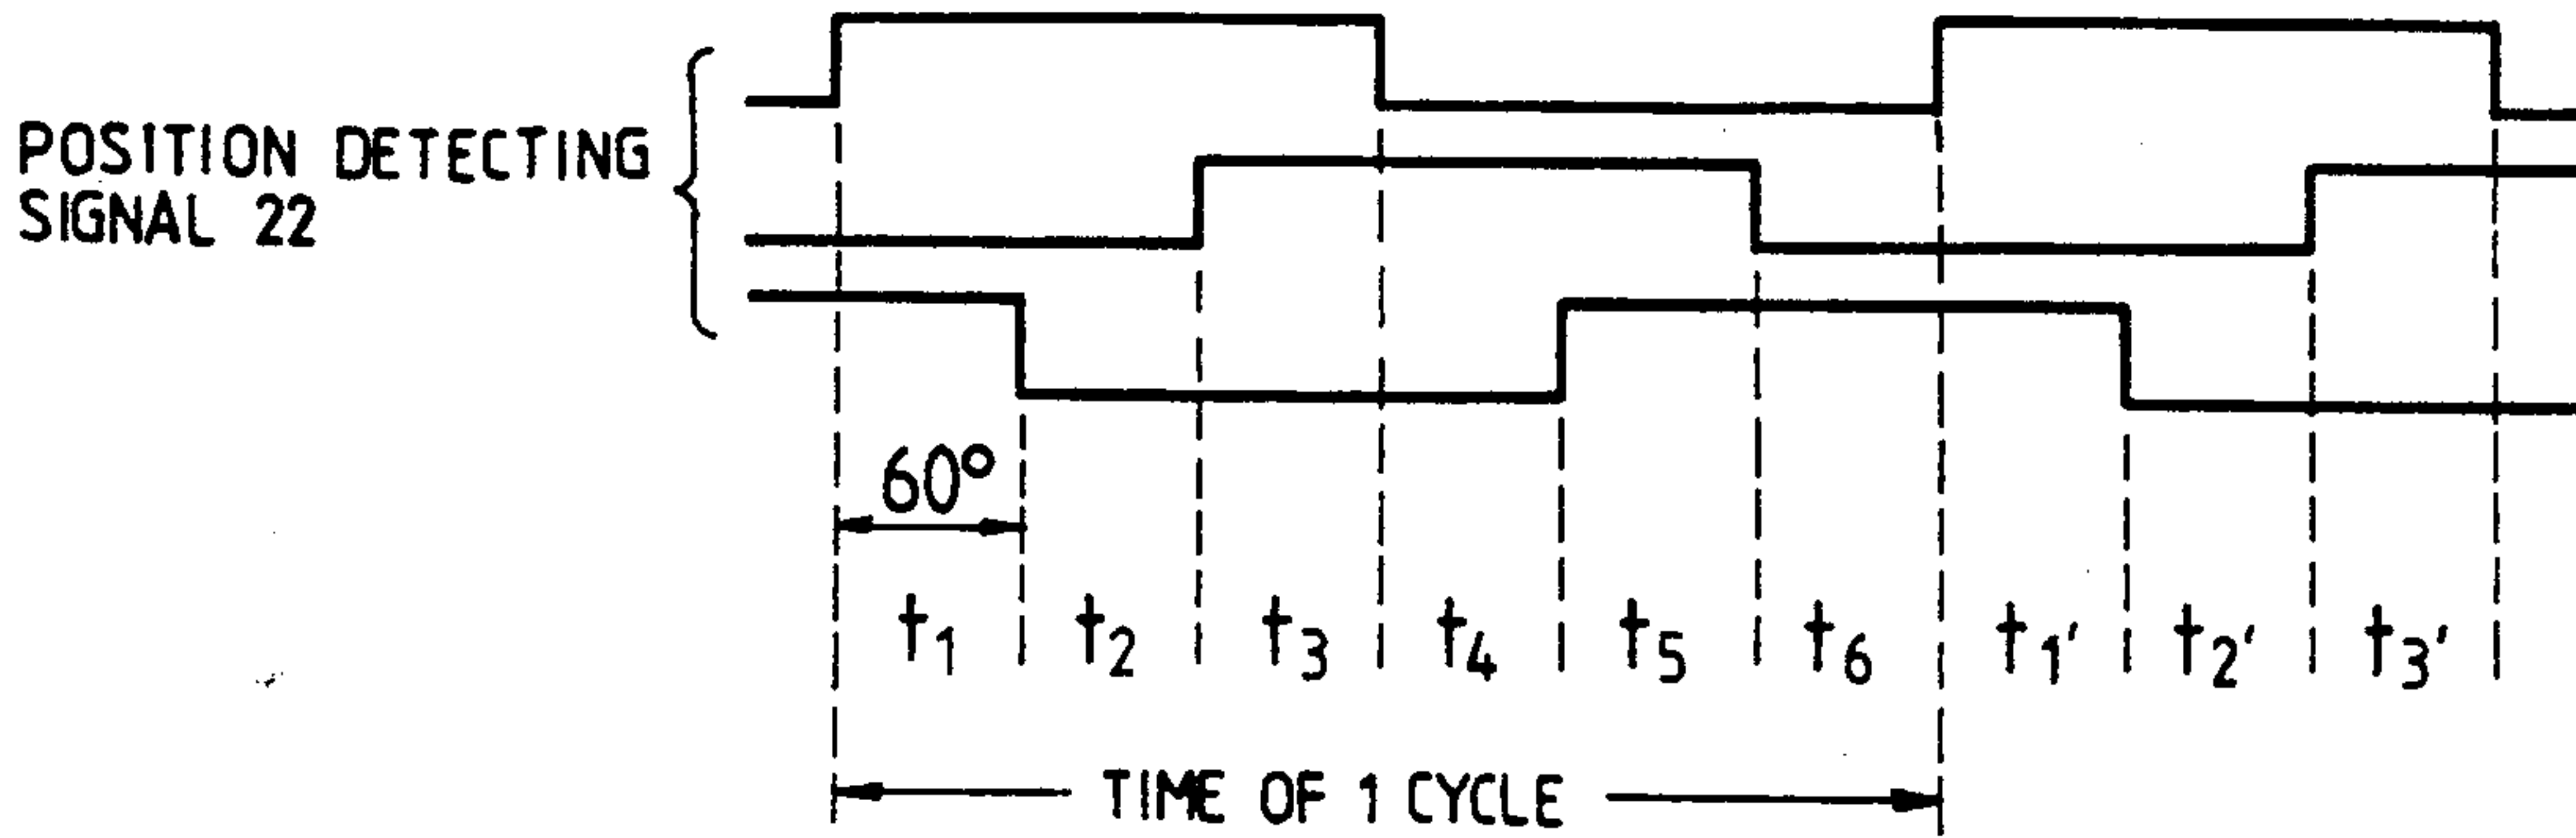 POSITION DETECTING
SIGNAL 22
60°
t1 t2 t3 t4 t5 t6 t1' t2' t3'
TIME OF 1 CYCLE